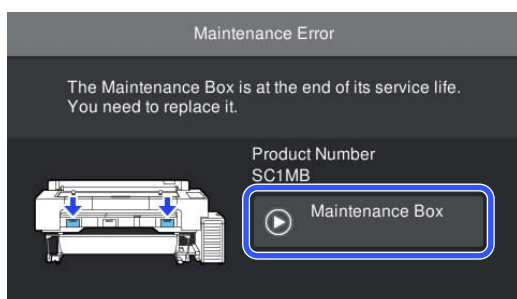 Maintenance Error
The Maintenance Box is at the end of its service life.
You need to replace it.
Product Number
SC1MB
Maintenance Box